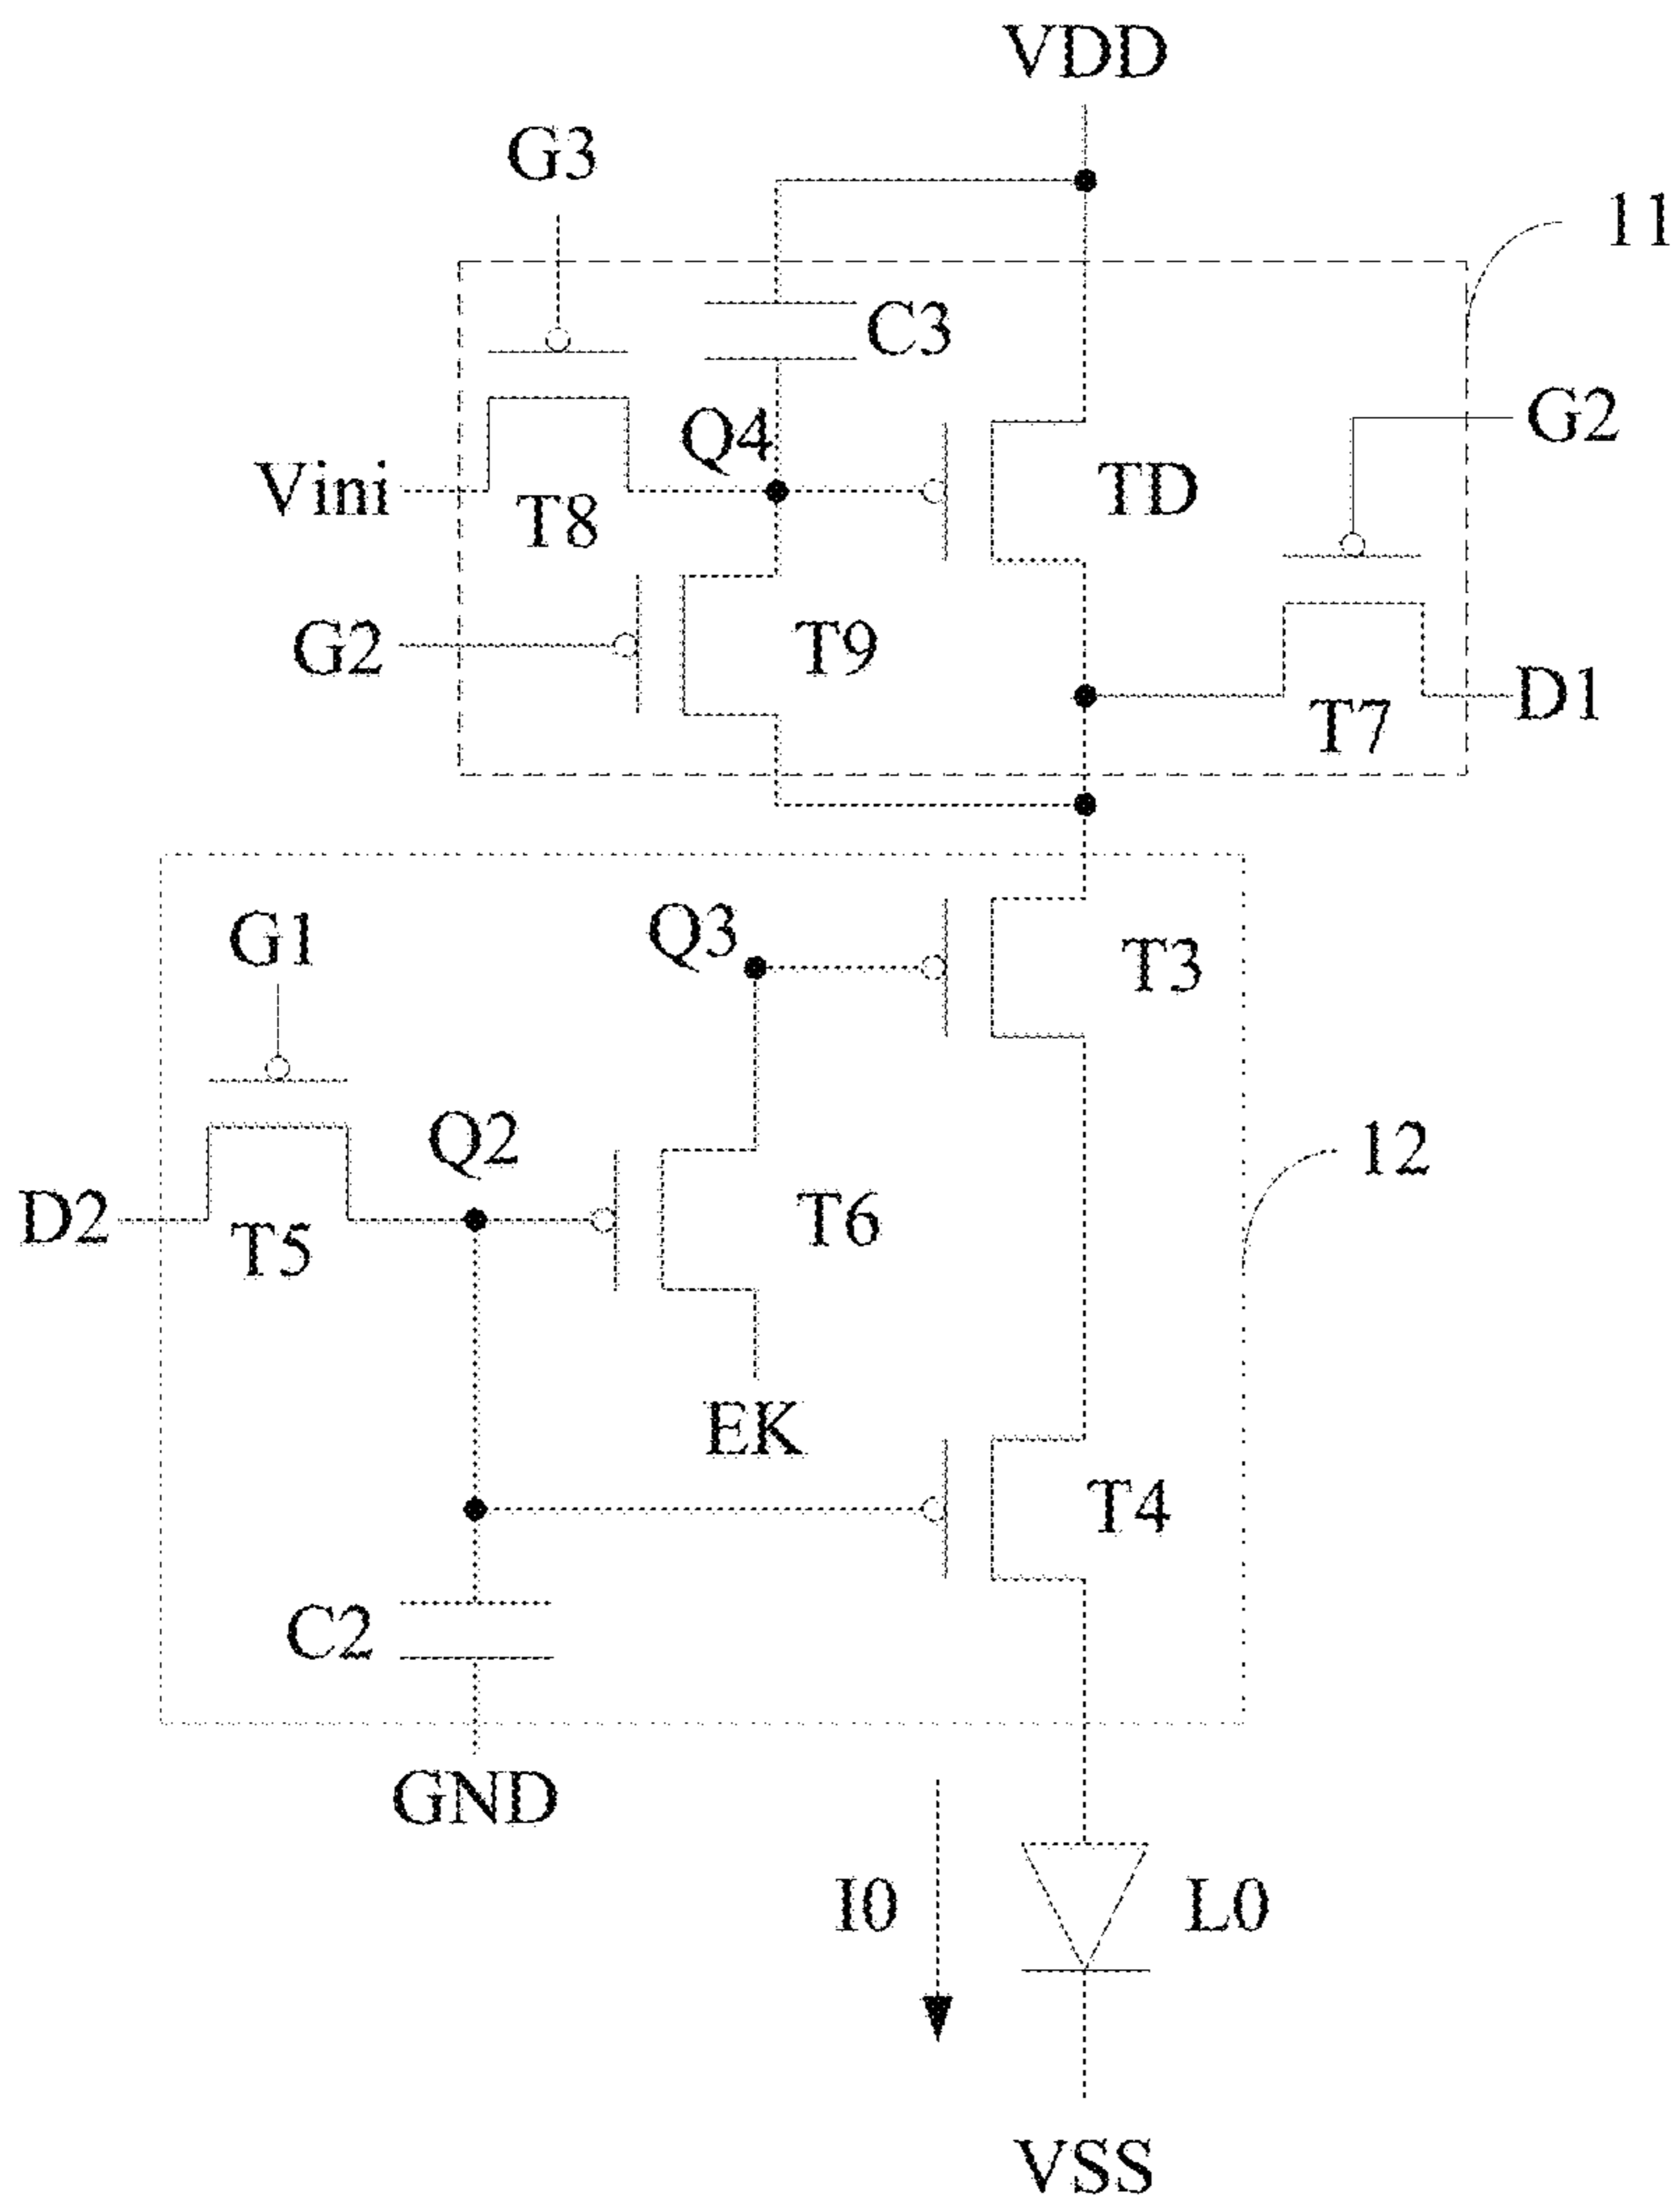 VDD
G3
11
C3
G2
Q4
Vini
TD
T8
G2
T9
D1
T7
G1
Q3
T3
Q2
12
D2
T5
T6
EK
T4
C2
GND
I0
L0
VSS